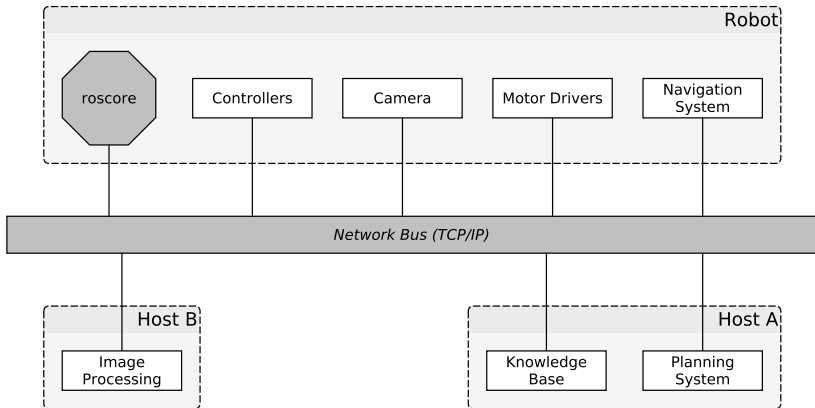 Robot
roscore
Controllers
Camera
Motor Drivers
Navigation
System
Network Bus (TCP/IP)
Host B
Image
Processing
Host A
Knowledge
Base
Planning
System